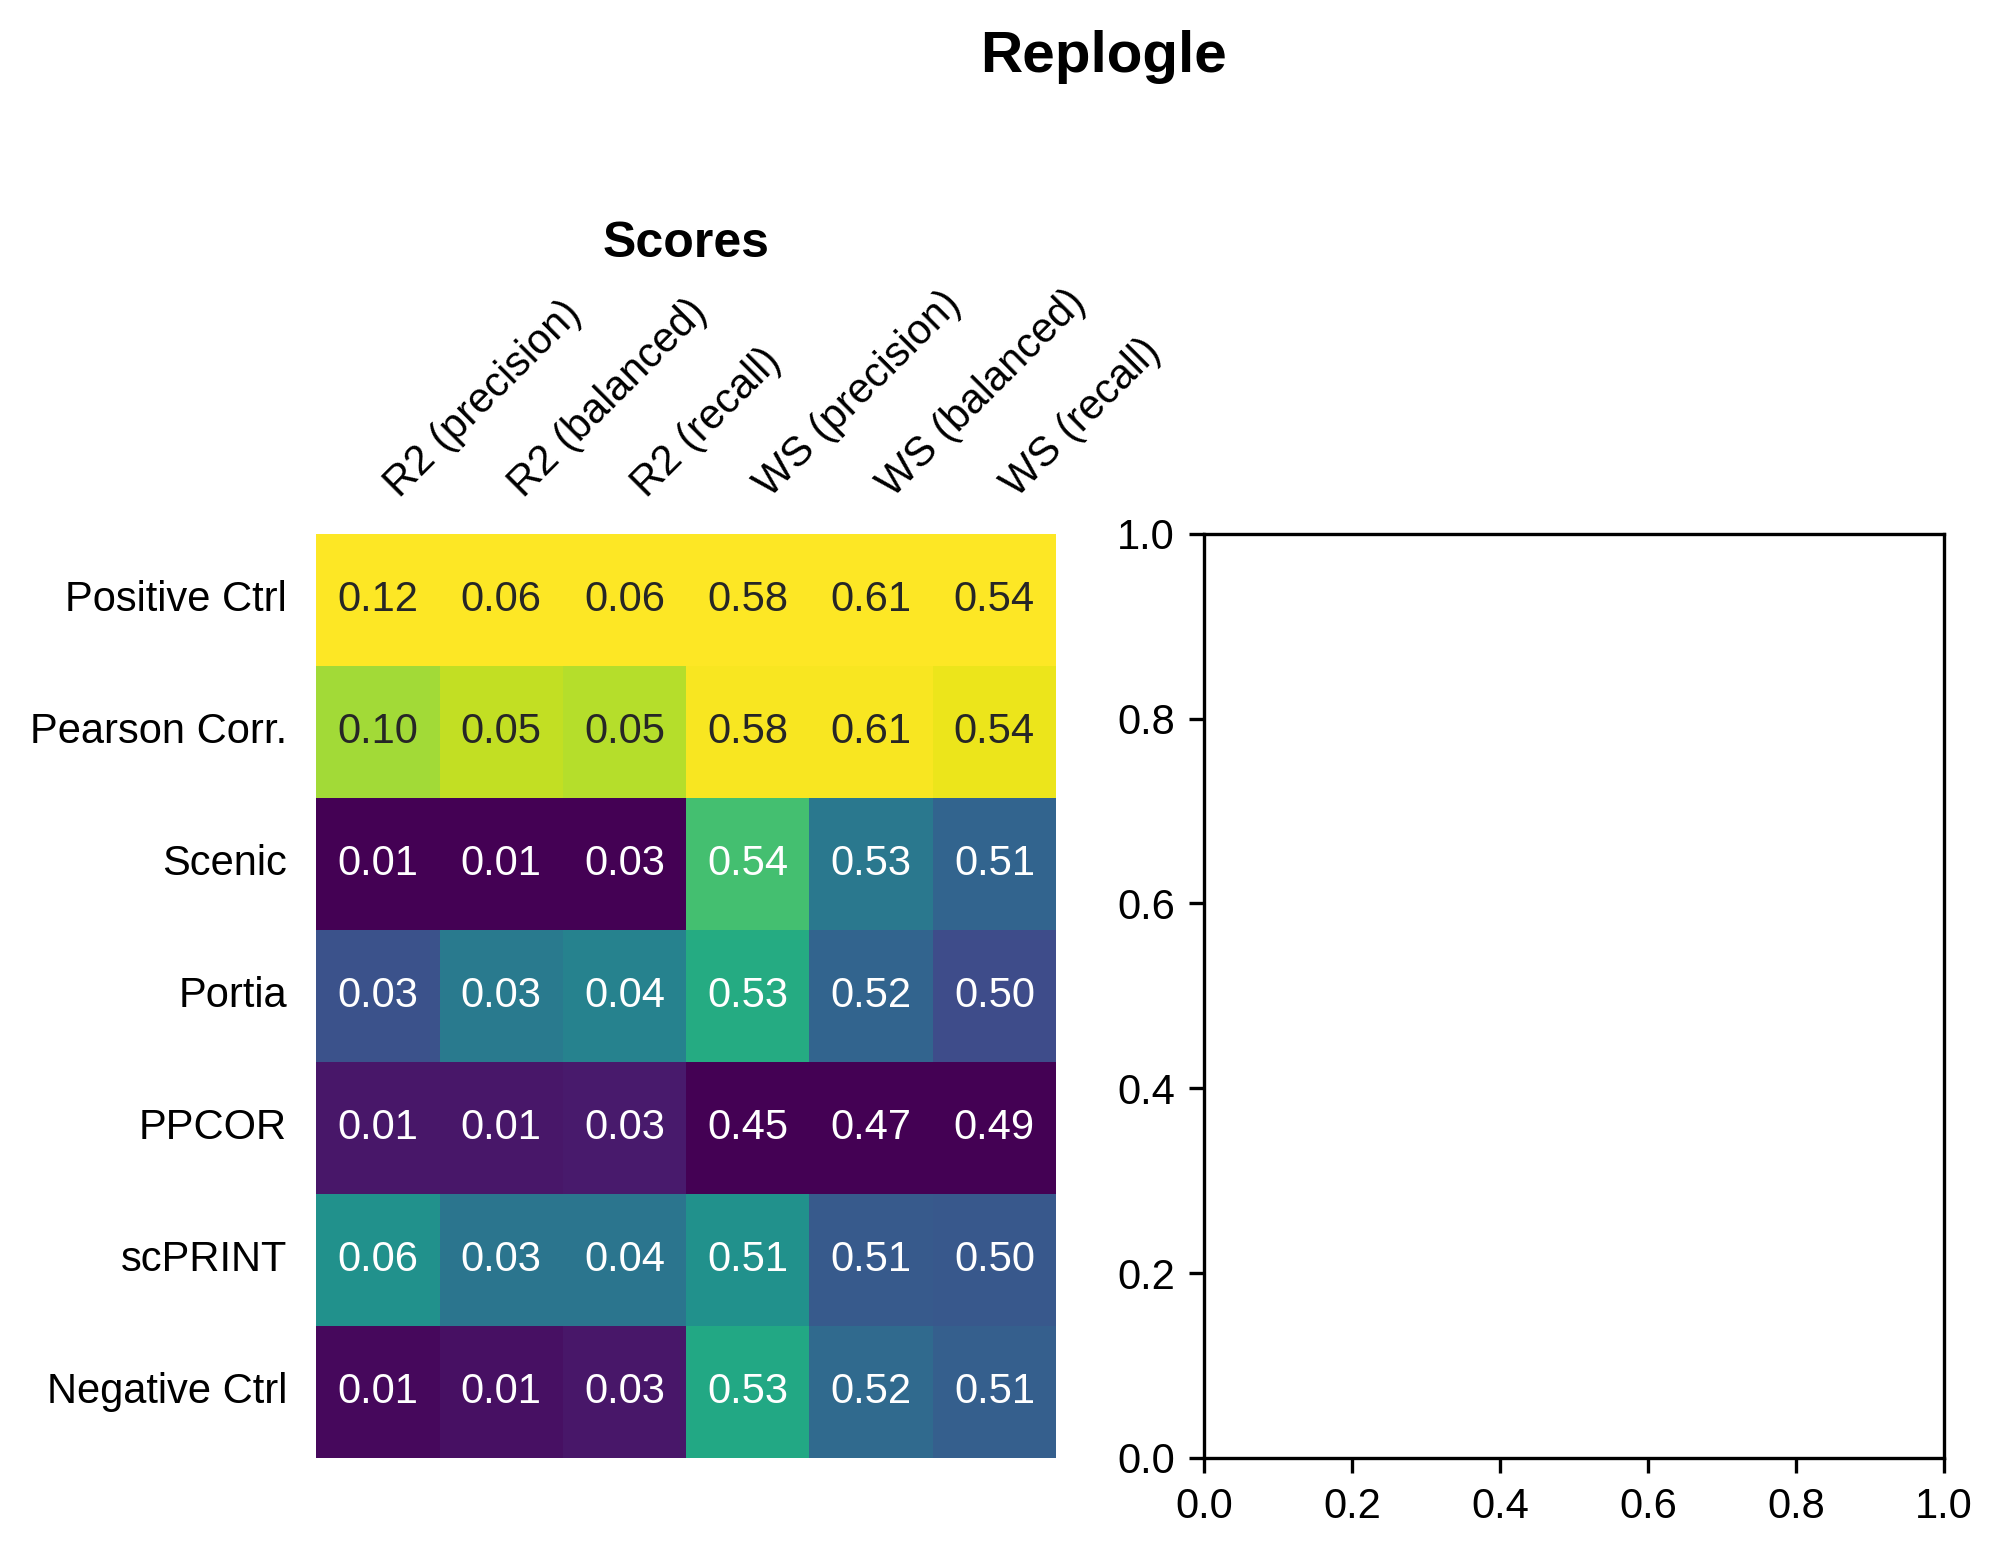 Replogle
Scores
R2 (precision)
R2 (balanced)
R2 (recall)
WS (precision)
WS (balanced)
WS (recall)
Positive Ctrl 0.12 0.06 0.06 0.58 0.61 0.54
Pearson Corr. 0.10 0.05 0.05 0.58 0.61 0.54
Scenic 0.01 0.01 0.03 0.54 0.53 0.51
Portia 0.03 0.03 0.04 0.53 0.52 0.50
PPCOR 0.01 0.01 0.03 0.45 0.47 0.49
scPRINT 0.06 0.03 0.04 0.51 0.51 0.50
Negative Ctrl 0.01 0.01 0.03 0.53 0.52 0.51
1.0
0.8
0.6
0.4
0.2
0.0
0.0 0.2 0.4 0.6 0.8 1.0